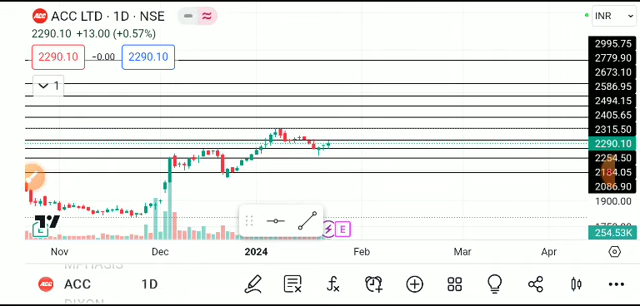 ACC LTD · 1D · NSE
INR
2290.10 +13.00 (+0.57%)
2290.10 −0.00 2290.10
1
2995.75
2779.90
2673.10
2586.95
2494.15
2405.65
2315.50
2290.10
2254.50
2184.05
2086.90
1900.00
254.53K
E
Nov Dec 2024 Feb Mar Apr
MPHASIS
ACC 1D
DIXON